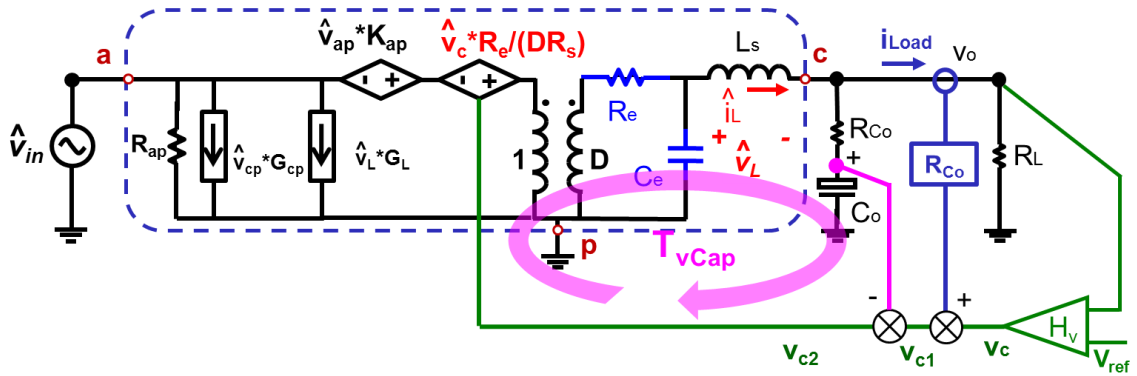 v̂ap*Kap
v̂c*Re/(DRs)
a
Ls
c
iLoad
vo
v̂in
Rap
v̂cp*Gcp
v̂L*GL
1
D
Re
Ce
îL
+ v̂L -
RCo
+
Co
RCo
RL
p
TvCap
- +
Hv
vc2
vc1
vc
Vref
- +
- +